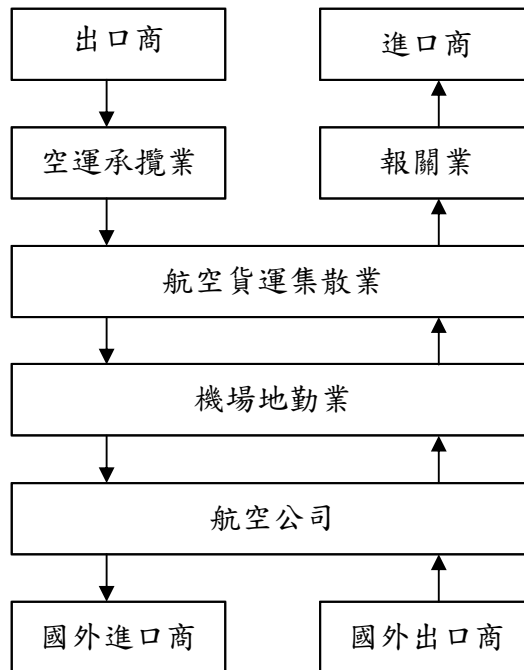 出口商
進口商
空運承攬業
報關業
航空貨運集散業
機場地勤業
航空公司
國外進口商
國外出口商